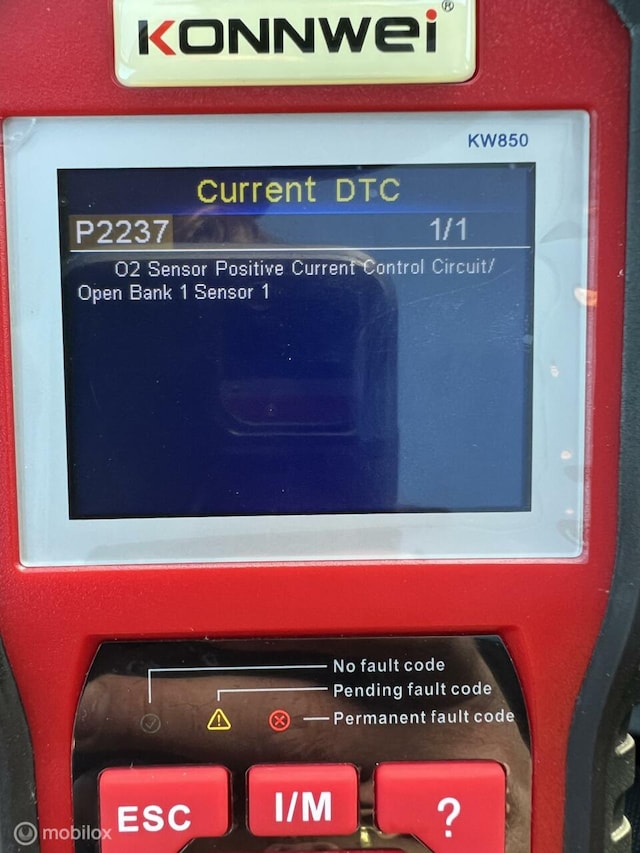 KONNWEI®
KW850
Current DTC
P2237 1/1
O2 Sensor Positive Current Control Circuit/
Open Bank 1 Sensor 1
No fault code
Pending fault code
Permanent fault code
ESC
I/M
?
mobilox